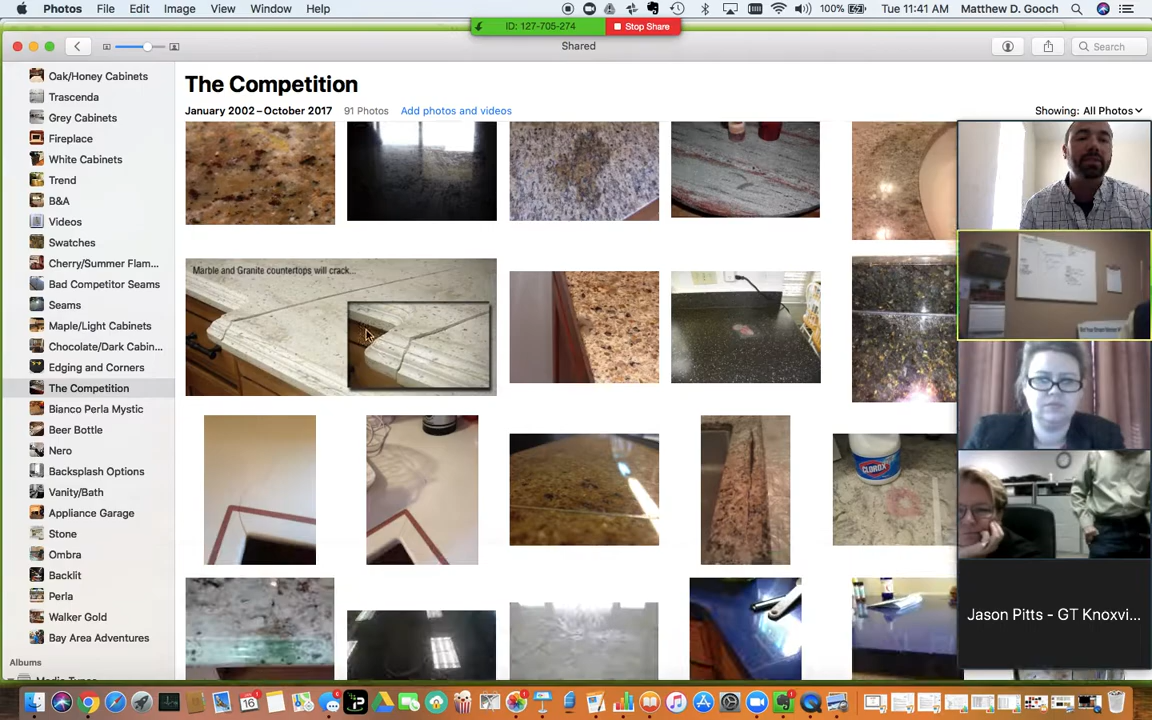 Photos File Edit Image View Window Help 100% Tue 11:41 AM Matthew D. Gooch
ID: 127-705-274 Stop Share
Shared
Search
The Competition
January 2002 – October 2017 91 Photos Add photos and videos Showing: All Photos
Oak/Honey Cabinets
Trascenda
Grey Cabinets
Fireplace
White Cabinets
Trend
B&A
Videos
Swatches
Cherry/Summer Flam...
Bad Competitor Seams
Seams
Maple/Light Cabinets
Chocolate/Dark Cabin...
Edging and Corners
The Competition
Bianco Perla Mystic
Beer Bottle
Nero
Backsplash Options
Vanity/Bath
Appliance Garage
Stone
Ombra
Backlit
Perla
Walker Gold
Bay Area Adventures
Albums
Media Types
Marble and Granite countertops will crack...
CLOROX
Jason Pitts - GT Knoxvi...
16